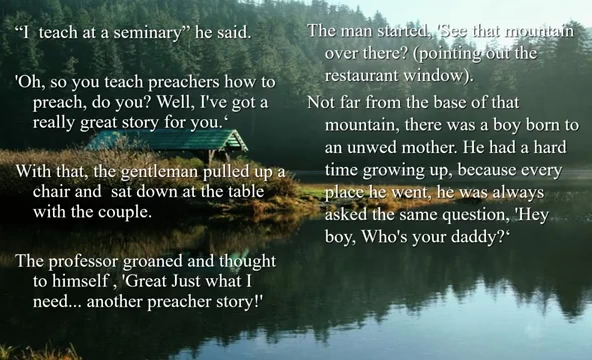 “I teach at a seminary” he said.
'Oh, so you teach preachers how to
preach, do you? Well, I've got a
really great story for you.‘
With that, the gentleman pulled up a
chair and sat down at the table
with the couple.
The professor groaned and thought
to himself , 'Great Just what I
need... another preacher story!'
The man started, 'See that mountain
over there? (pointing out the
restaurant window).
Not far from the base of that
mountain, there was a boy born to
an unwed mother. He had a hard
time growing up, because every
place he went, he was always
asked the same question, 'Hey
boy, Who's your daddy?‘